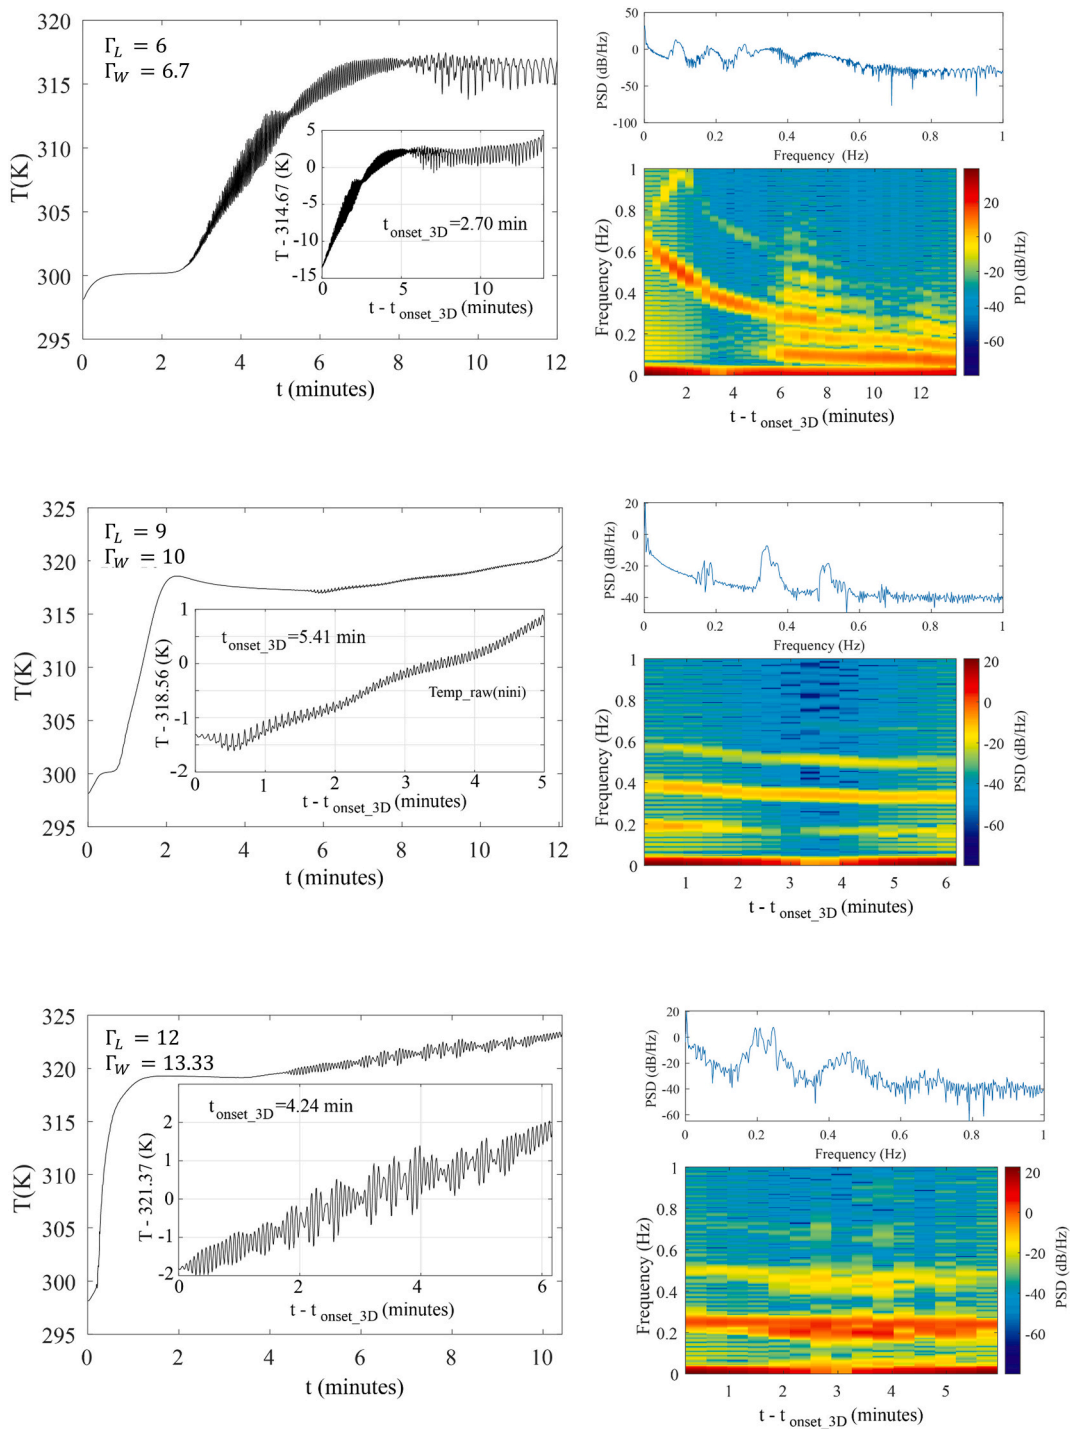 Γ_L = 6
Γ_W = 6.7
T(K)
320
315
310
305
300
295
0 2 4 6 8 10 12
t (minutes)
T - 314.67 (K)
5
0
-5
-10
-15
t_onset_3D=2.70 min
0 5 10
t - t_onset_3D (minutes)
PSD (dB/Hz)
50
0
-50
-100
0 0.2 0.4 0.6 0.8 1
Frequency (Hz)
Frequency (Hz)
1
0.8
0.6
0.4
0.2
0
2 4 6 8 10 12
t - t_onset_3D (minutes)
20
0
-20
-40
-60
PD (dB/Hz)
Γ_L = 9
Γ_W = 10
T(K)
325
320
315
310
305
300
295
0 2 4 6 8 10 12
t (minutes)
T - 318.56 (K)
1
0
-1
-2
t_onset_3D=5.41 min
Temp_raw(nini)
0 1 2 3 4 5
t - t_onset_3D (minutes)
PSD (dB/Hz)
20
0
-20
-40
0 0.2 0.4 0.6 0.8 1
Frequency (Hz)
Frequency (Hz)
1
0.8
0.6
0.4
0.2
0
1 2 3 4 5 6
t - t_onset_3D (minutes)
20
0
-20
-40
-60
PSD (dB/Hz)
Γ_L = 12
Γ_W = 13.33
T(K)
325
320
315
310
305
300
295
0 2 4 6 8 10
t (minutes)
T - 321.37 (K)
2
1
0
-1
-2
t_onset_3D=4.24 min
0 2 4 6
t - t_onset_3D (minutes)
PSD (dB/Hz)
20
0
-20
-40
-60
0 0.2 0.4 0.6 0.8 1
Frequency (Hz)
Frequency (Hz)
1
0.8
0.6
0.4
0.2
0
1 2 3 4 5
t - t_onset_3D (minutes)
20
0
-20
-40
-60
PSD (dB/Hz)